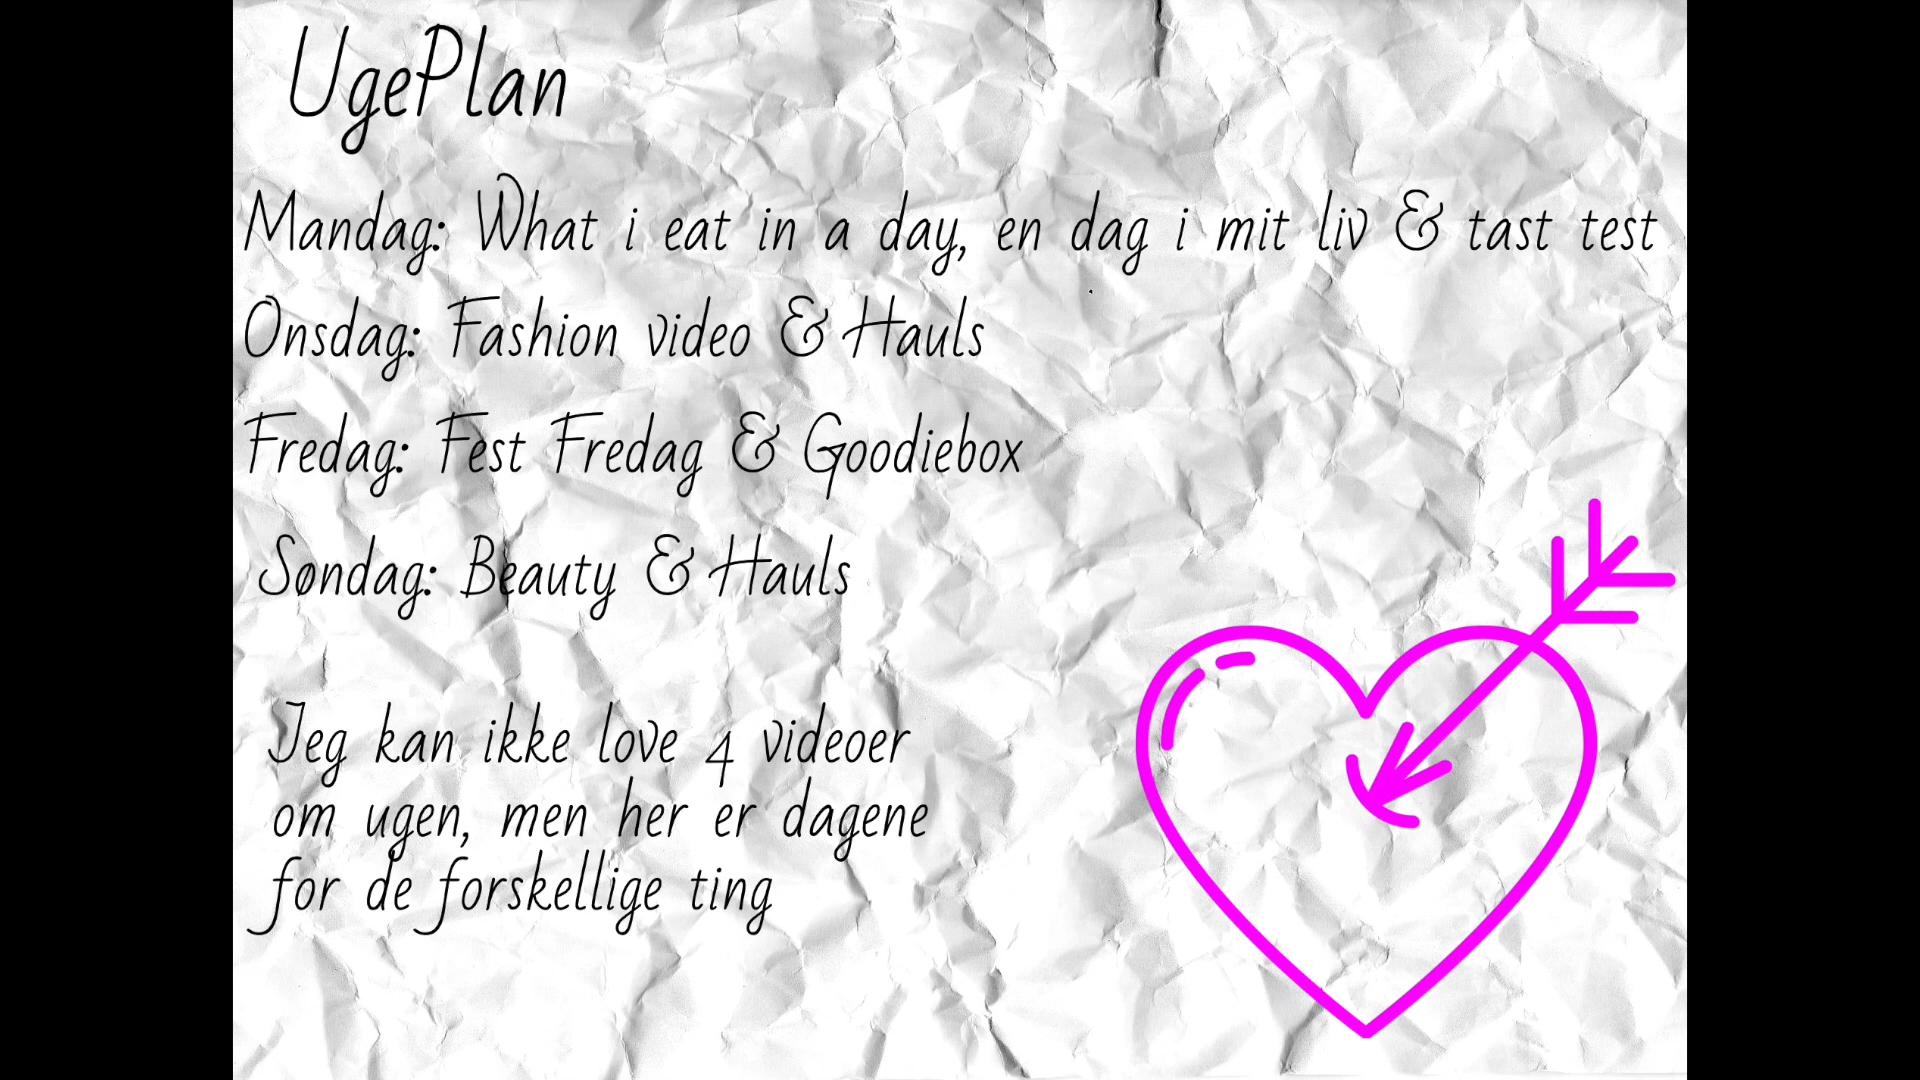 UgePlan
Mandag: What i eat in a day, en dag i mit liv & tast test
Onsdag: Fashion video & Hauls
Fredag: Fest Fredag & Goodiebox
Søndag: Beauty & Hauls
Jeg kan ikke love 4 videoer
om ugen, men her er dagene
for de forskellige ting